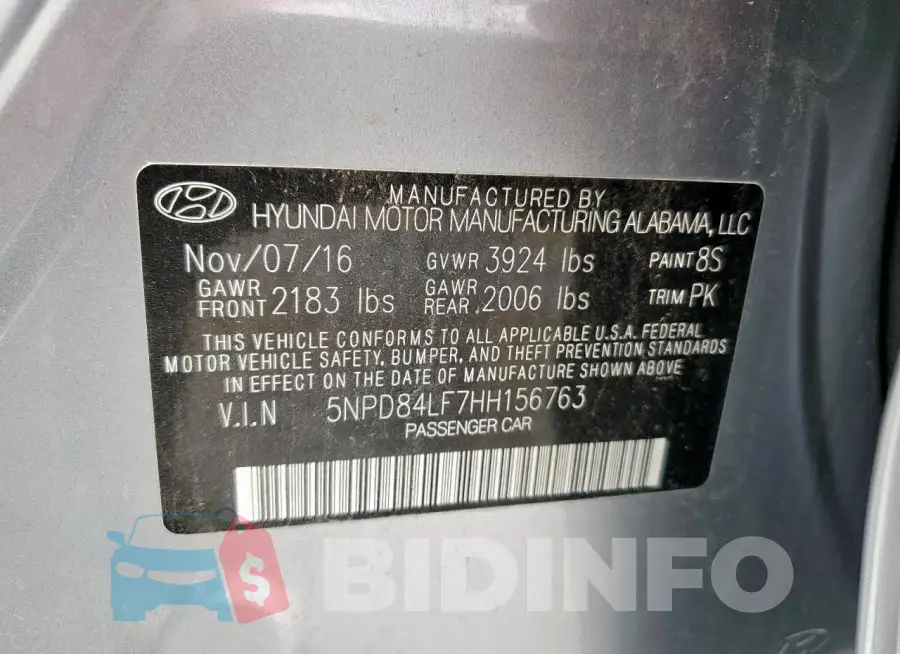 MANUFACTURED BY
HYUNDAI MOTOR MANUFACTURING ALABAMA, LLC
Nov/07/16 GVWR 3924 lbs PAINT 8S
GAWR FRONT 2183 lbs GAWR REAR 2006 lbs TRIM PK
THIS VEHICLE CONFORMS TO ALL APPLICABLE U.S.A. FEDERAL
MOTOR VEHICLE SAFETY, BUMPER, AND THEFT PREVENTION STANDARDS
IN EFFECT ON THE DATE OF MANUFACTURE SHOWN ABOVE
V.I.N 5NPD84LF7HH156763
PASSENGER CAR
$ BIDINFO